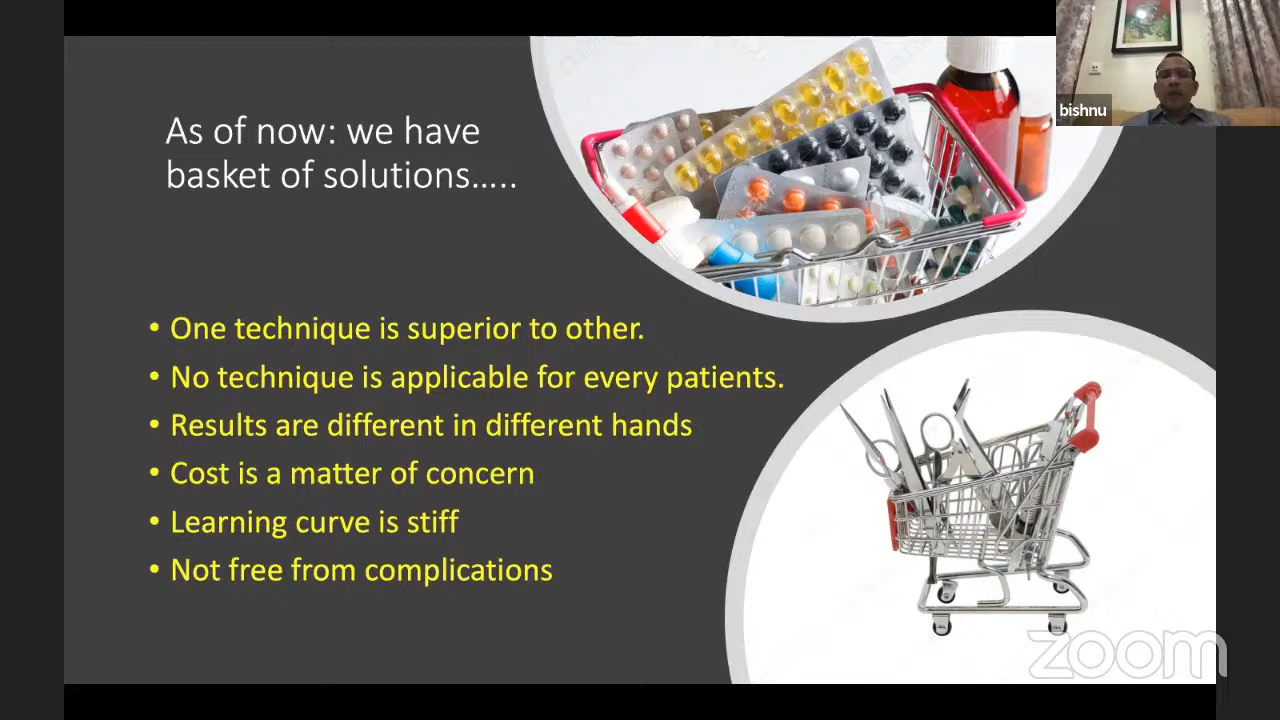 As of now: we have
basket of solutions…..
• One technique is superior to other.
• No technique is applicable for every patients.
• Results are different in different hands
• Cost is a matter of concern
• Learning curve is stiff
• Not free from complications
bishnu
zoom